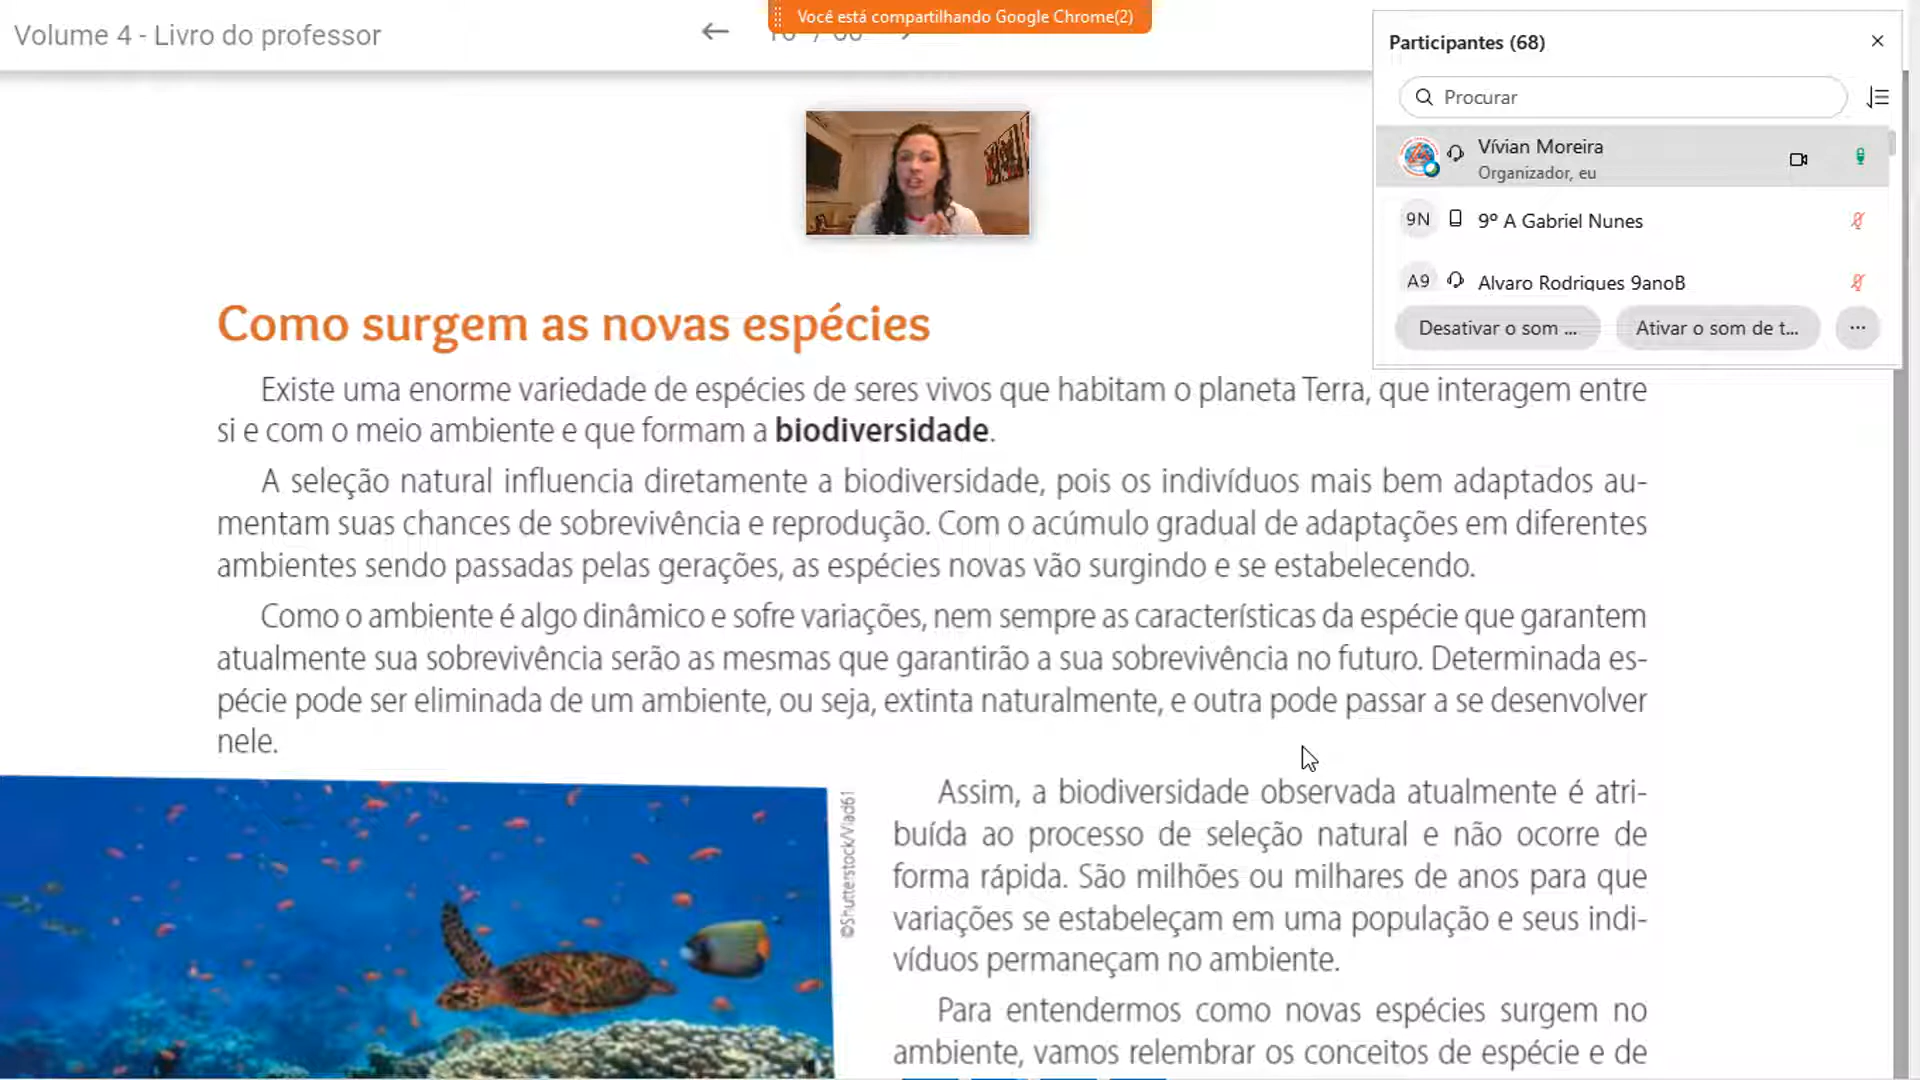 Você está compartilhando Google Chrome(2)
Volume 4 - Livro do professor
Participantes (68)
Procurar
Vívian Moreira
Organizador, eu
9N
9º A Gabriel Nunes
A9
Alvaro Rodrigues 9anoB
Desativar o som ...
Ativar o som de t...
Como surgem as novas espécies
Existe uma enorme variedade de espécies de seres vivos que habitam o planeta Terra, que interagem entre
si e com o meio ambiente e que formam a biodiversidade.
A seleção natural influencia diretamente a biodiversidade, pois os indivíduos mais bem adaptados au-
mentam suas chances de sobrevivência e reprodução. Com o acúmulo gradual de adaptações em diferentes
ambientes sendo passadas pelas gerações, as espécies novas vão surgindo e se estabelecendo.
Como o ambiente é algo dinâmico e sofre variações, nem sempre as características da espécie que garantem
atualmente sua sobrevivência serão as mesmas que garantirão a sua sobrevivência no futuro. Determinada es-
pécie pode ser eliminada de um ambiente, ou seja, extinta naturalmente, e outra pode passar a se desenvolver
nele.
©Shutterstock/Vlad61
Assim, a biodiversidade observada atualmente é atri-
buída ao processo de seleção natural e não ocorre de
forma rápida. São milhões ou milhares de anos para que
variações se estabeleçam em uma população e seus indi-
víduos permaneçam no ambiente.
Para entendermos como novas espécies surgem no
ambiente, vamos relembrar os conceitos de espécie e de